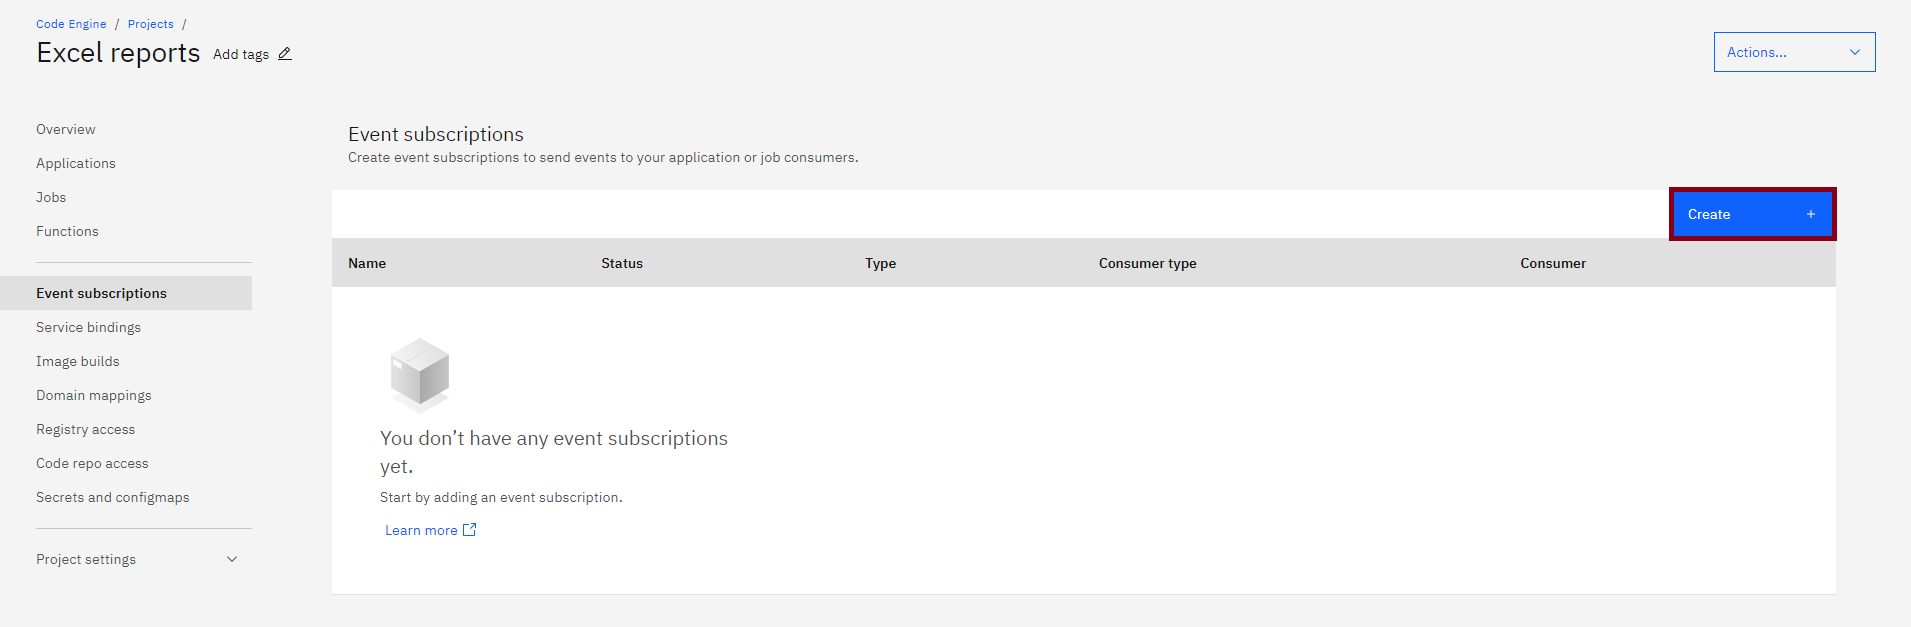 Code Engine / Projects /
Excel reports Add tags
Actions...
Overview
Applications
Jobs
Functions
Event subscriptions
Service bindings
Image builds
Domain mappings
Registry access
Code repo access
Secrets and configmaps
Project settings
Event subscriptions
Create event subscriptions to send events to your application or job consumers.
Create +
Name Status Type Consumer type Consumer
You don’t have any event subscriptions
yet.
Start by adding an event subscription.
Learn more